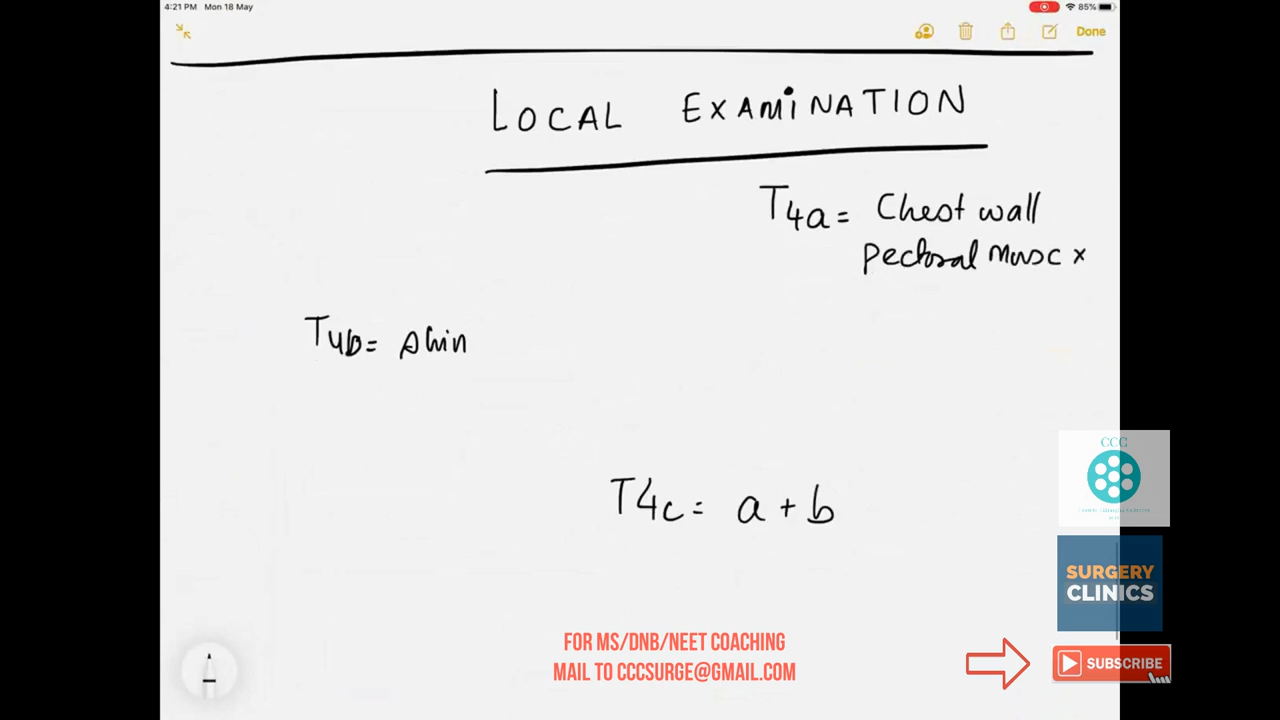 4:21 PM Mon 18 May
85%
Done
LOCAL EXAMiNATION
T4a = Chest wall
pectoral musc x
T4b = skin
T4c = a + b
CCC
SURGERY
CLINICS
FOR MS/DNB/NEET COACHING
MAIL TO CCCSURGE@GMAIL.COM
SUBSCRIBE